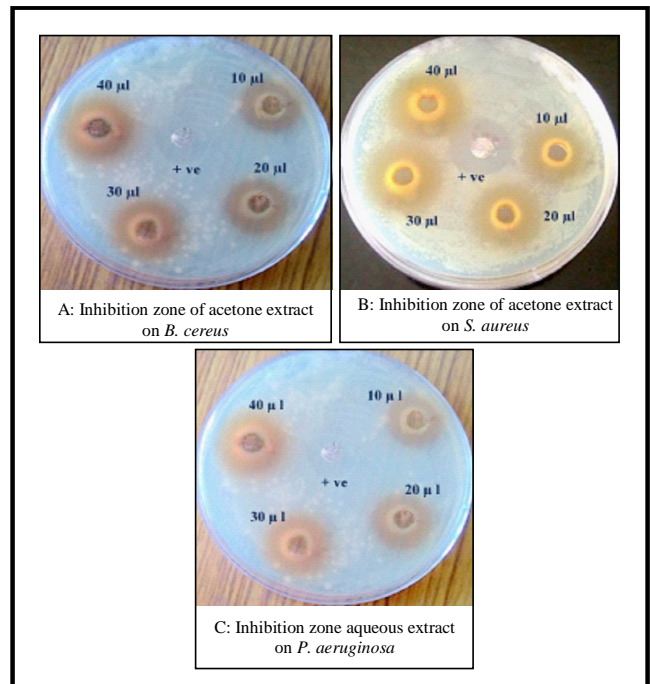 40 µl
10 µl
+ ve
20 µl
30 µl
A: Inhibition zone of acetone extract
on B. cereus
40 µl
10 µl
+ ve
30 µl
20 µl
B: Inhibition zone of acetone extract
on S. aureus
40 µ l
10 µ l
+ ve
20 µ l
30 µ l
C: Inhibition zone aqueous extract
on P. aeruginosa